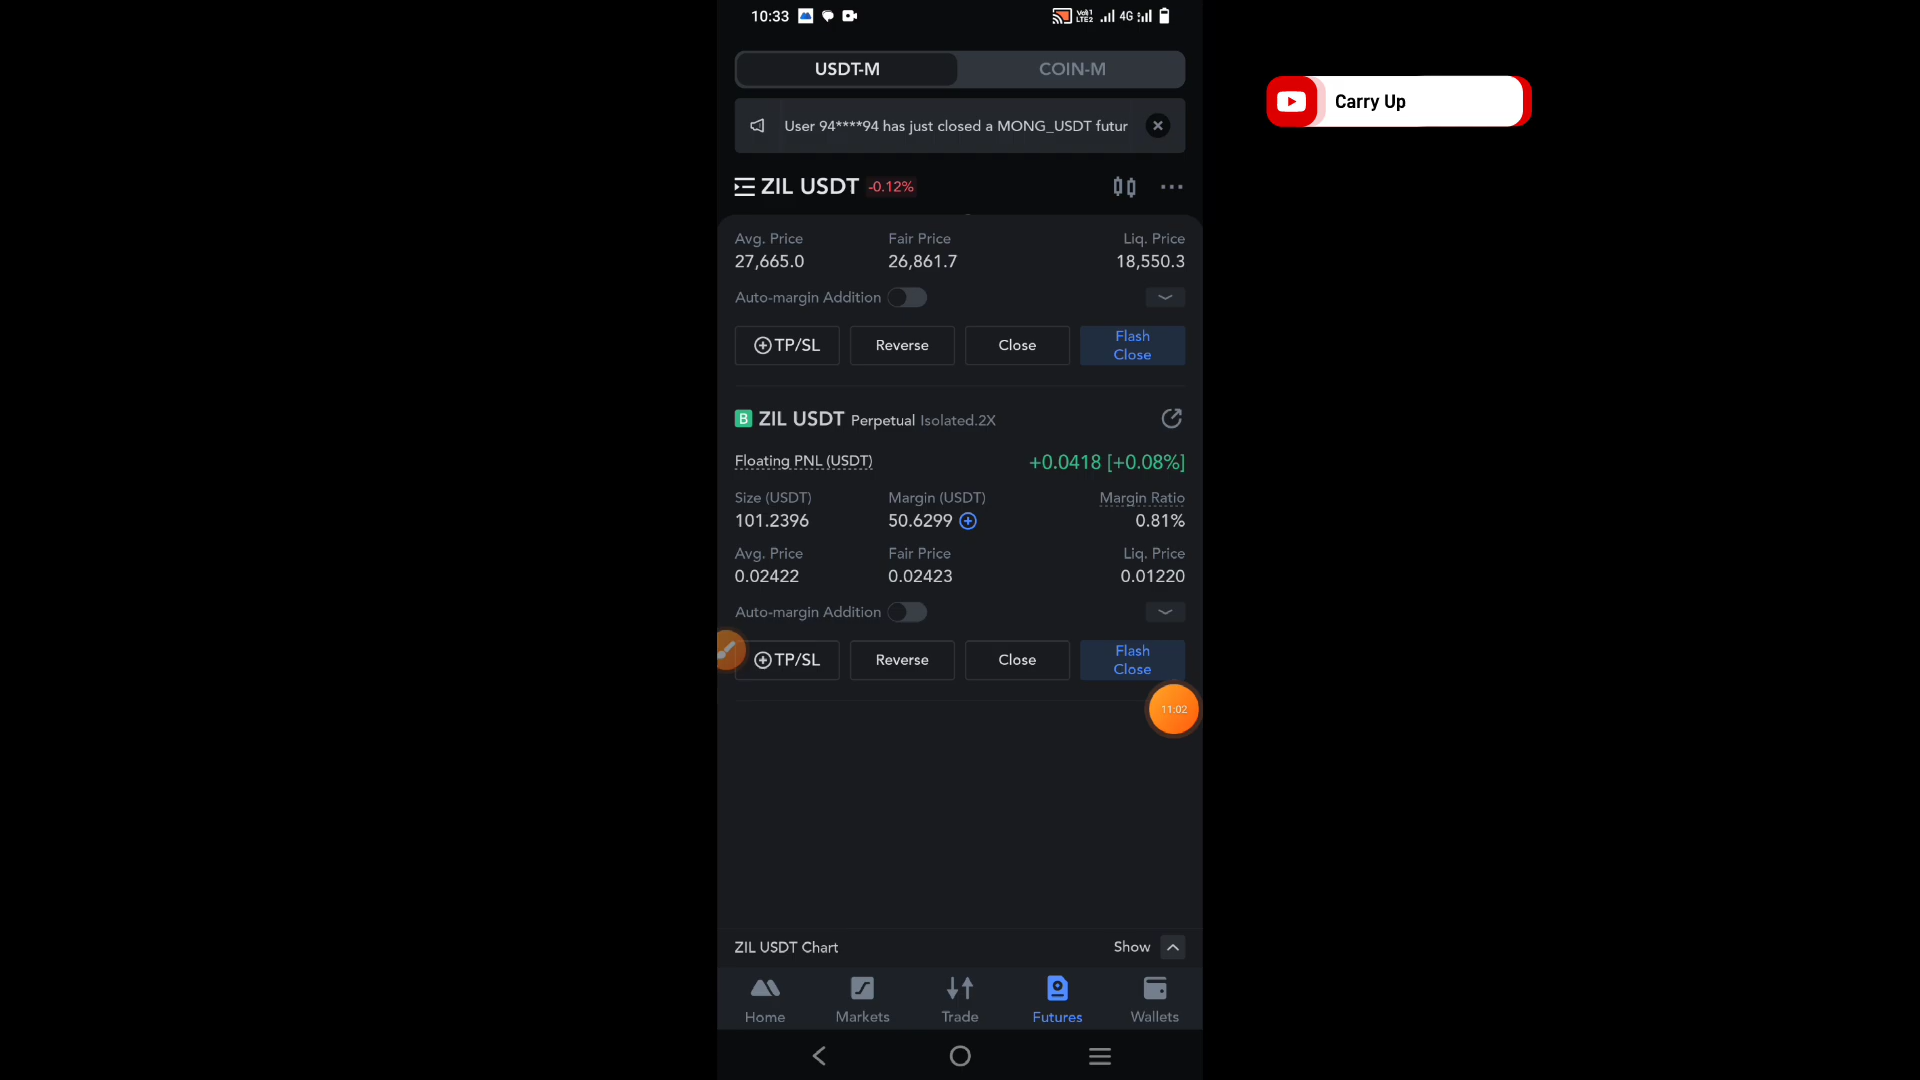 10:33 Vo)) 1 LTE2 4G
USDT-M COIN-M
User 94****94 has just closed a MONG_USDT futur
ZIL USDT -0.12%
Avg. Price Fair Price Liq. Price
27,665.0 26,861.7 18,550.3
Auto-margin Addition
TP/SL Reverse Close Flash Close
B ZIL USDT Perpetual Isolated.2X
Floating PNL (USDT) +0.0418 [+0.08%]
Size (USDT) Margin (USDT) Margin Ratio
101.2396 50.6299 0.81%
Avg. Price Fair Price Liq. Price
0.02422 0.02423 0.01220
Auto-margin Addition
TP/SL Reverse Close Flash Close
11:02
ZIL USDT Chart Show
Home Markets Trade Futures Wallets
Carry Up